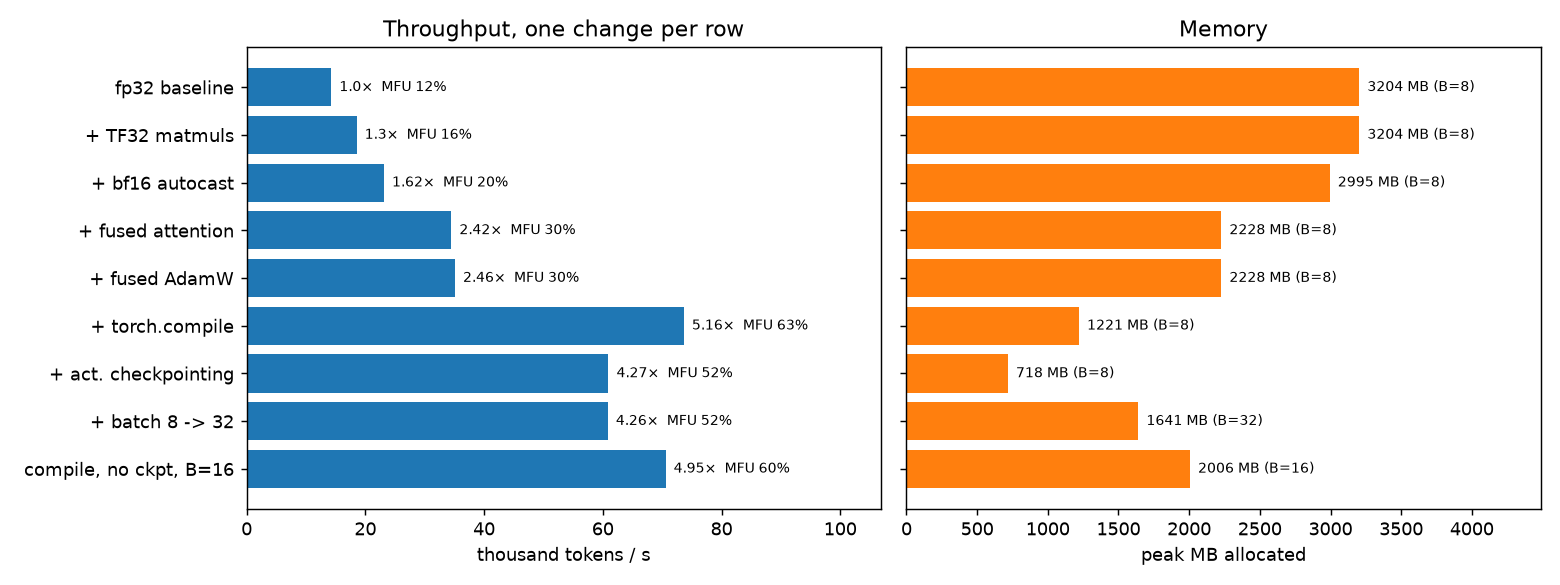 Throughput, one change per row
fp32 baseline
1.0× MFU 12%
+ TF32 matmuls
1.3× MFU 16%
+ bf16 autocast
1.62× MFU 20%
+ fused attention
2.42× MFU 30%
+ fused AdamW
2.46× MFU 30%
+ torch.compile
5.16× MFU 63%
+ act. checkpointing
4.27× MFU 52%
+ batch 8 -> 32
4.26× MFU 52%
compile, no ckpt, B=16
4.95× MFU 60%
0 20 40 60 80 100
thousand tokens / s
Memory
3204 MB (B=8)
3204 MB (B=8)
2995 MB (B=8)
2228 MB (B=8)
2228 MB (B=8)
1221 MB (B=8)
718 MB (B=8)
1641 MB (B=32)
2006 MB (B=16)
0 500 1000 1500 2000 2500 3000 3500 4000
peak MB allocated